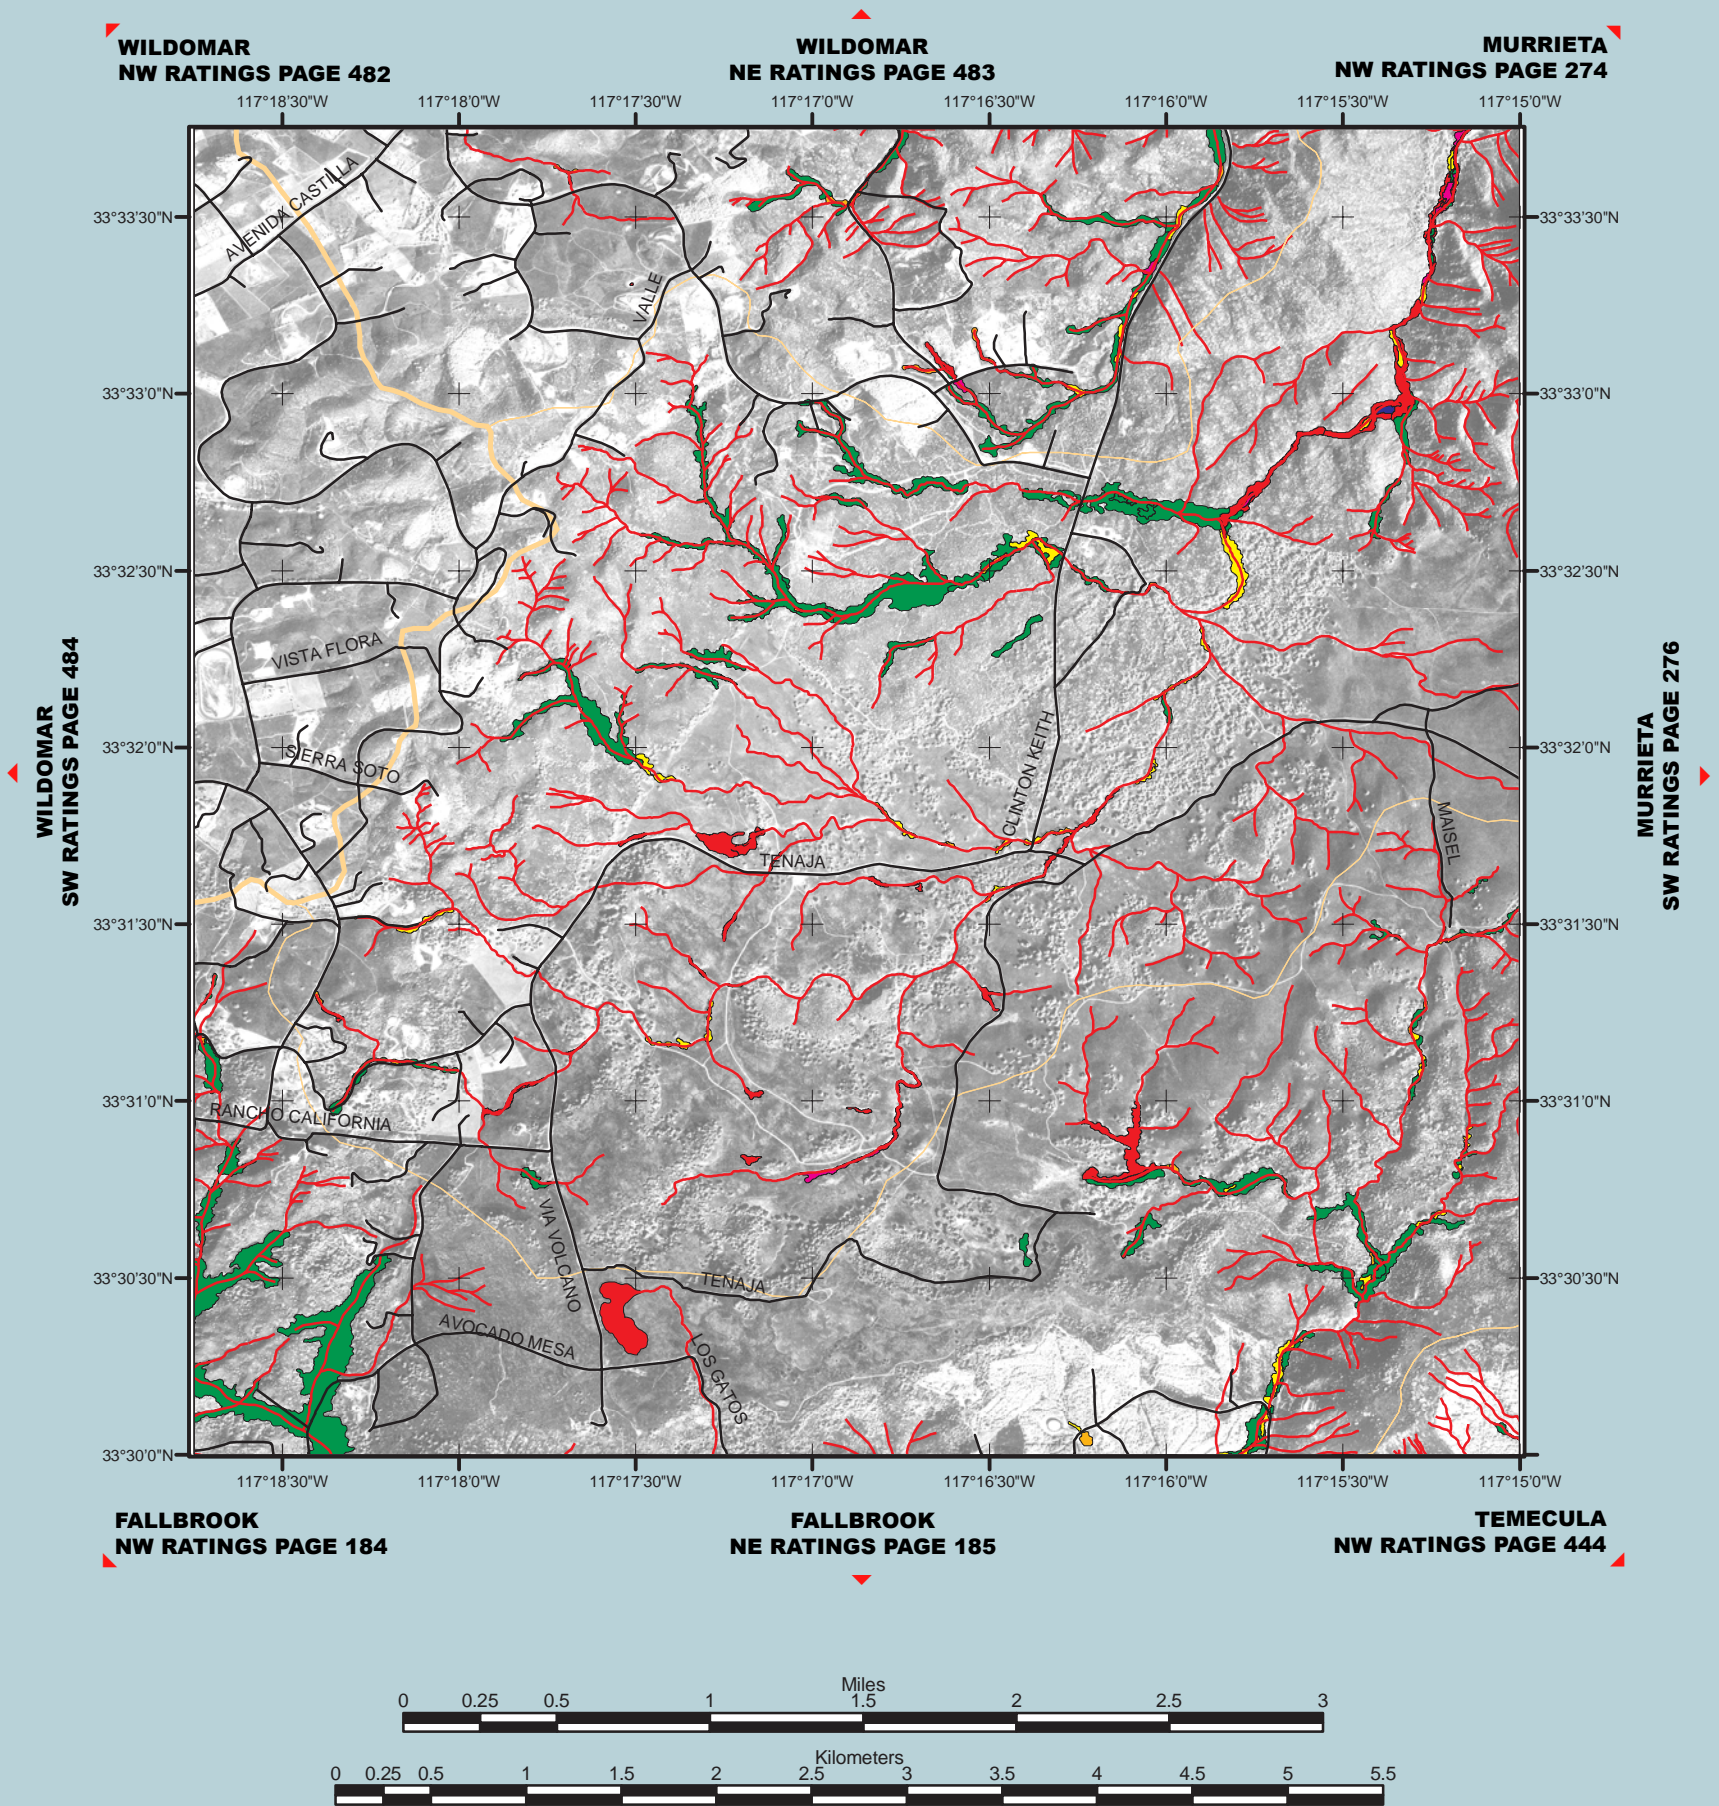 WILDOMAR
NW RATINGS PAGE 482
WILDOMAR
NE RATINGS PAGE 483
MURRIETA
NW RATINGS PAGE 274
117°18'30"W 117°18'0"W 117°17'30"W 117°17'0"W 117°16'30"W 117°16'0"W 117°15'30"W 117°15'0"W
AVENIDA CASTILLA
33°33'30"N 33°33'30"N
VALLE
33°33'0"N 33°33'0"N
33°32'30"N 33°32'30"N
VISTA FLORA
WILDOMAR
SW RATINGS PAGE 484
MURRIETA
SW RATINGS PAGE 276
33°32'0"N 33°32'0"N
SIERRA SOTO
CLINTON KEITH
MAISEL
TENAJA
33°31'30"N 33°31'30"N
33°31'0"N 33°31'0"N
RANCHO CALIFORNIA
VIA VOLCANO
33°30'30"N 33°30'30"N
TENAJA
AVOCADO MESA
LOS GATOS
33°30'0"N 33°30'0"N
117°18'30"W 117°18'0"W 117°17'30"W 117°17'0"W 117°16'30"W 117°16'0"W 117°15'30"W 117°15'0"W
FALLBROOK
NW RATINGS PAGE 184
FALLBROOK
NE RATINGS PAGE 185
TEMECULA
NW RATINGS PAGE 444
Miles
0 0.25 0.5 1 1.5 2 2.5 3
Kilometers
0 0.25 0.5 1 1.5 2 2.5 3 3.5 4 4.5 5 5.5